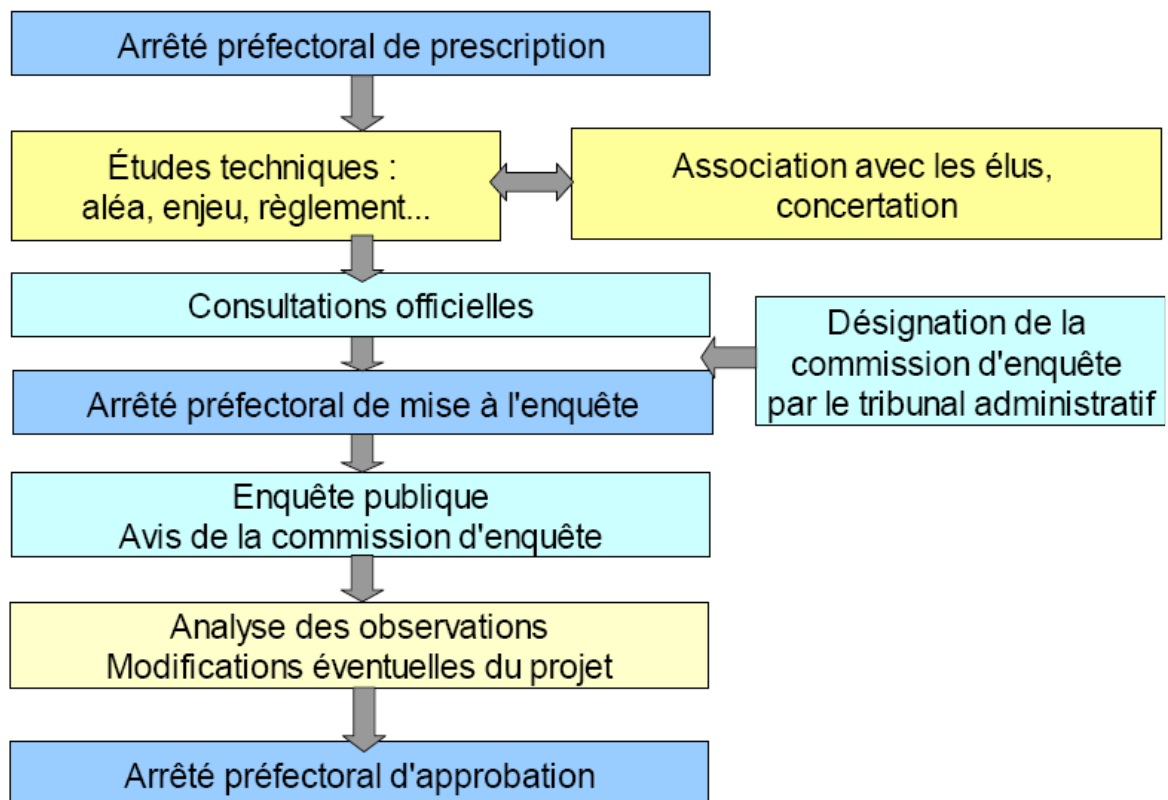 Arrêté préfectoral de prescription
Études techniques :
aléa, enjeu, règlement...
Association avec les élus,
concertation
Consultations officielles
Désignation de la
commission d'enquête
par le tribunal administratif
Arrêté préfectoral de mise à l'enquête
Enquête publique
Avis de la commission d'enquête
Analyse des observations
Modifications éventuelles du projet
Arrêté préfectoral d'approbation